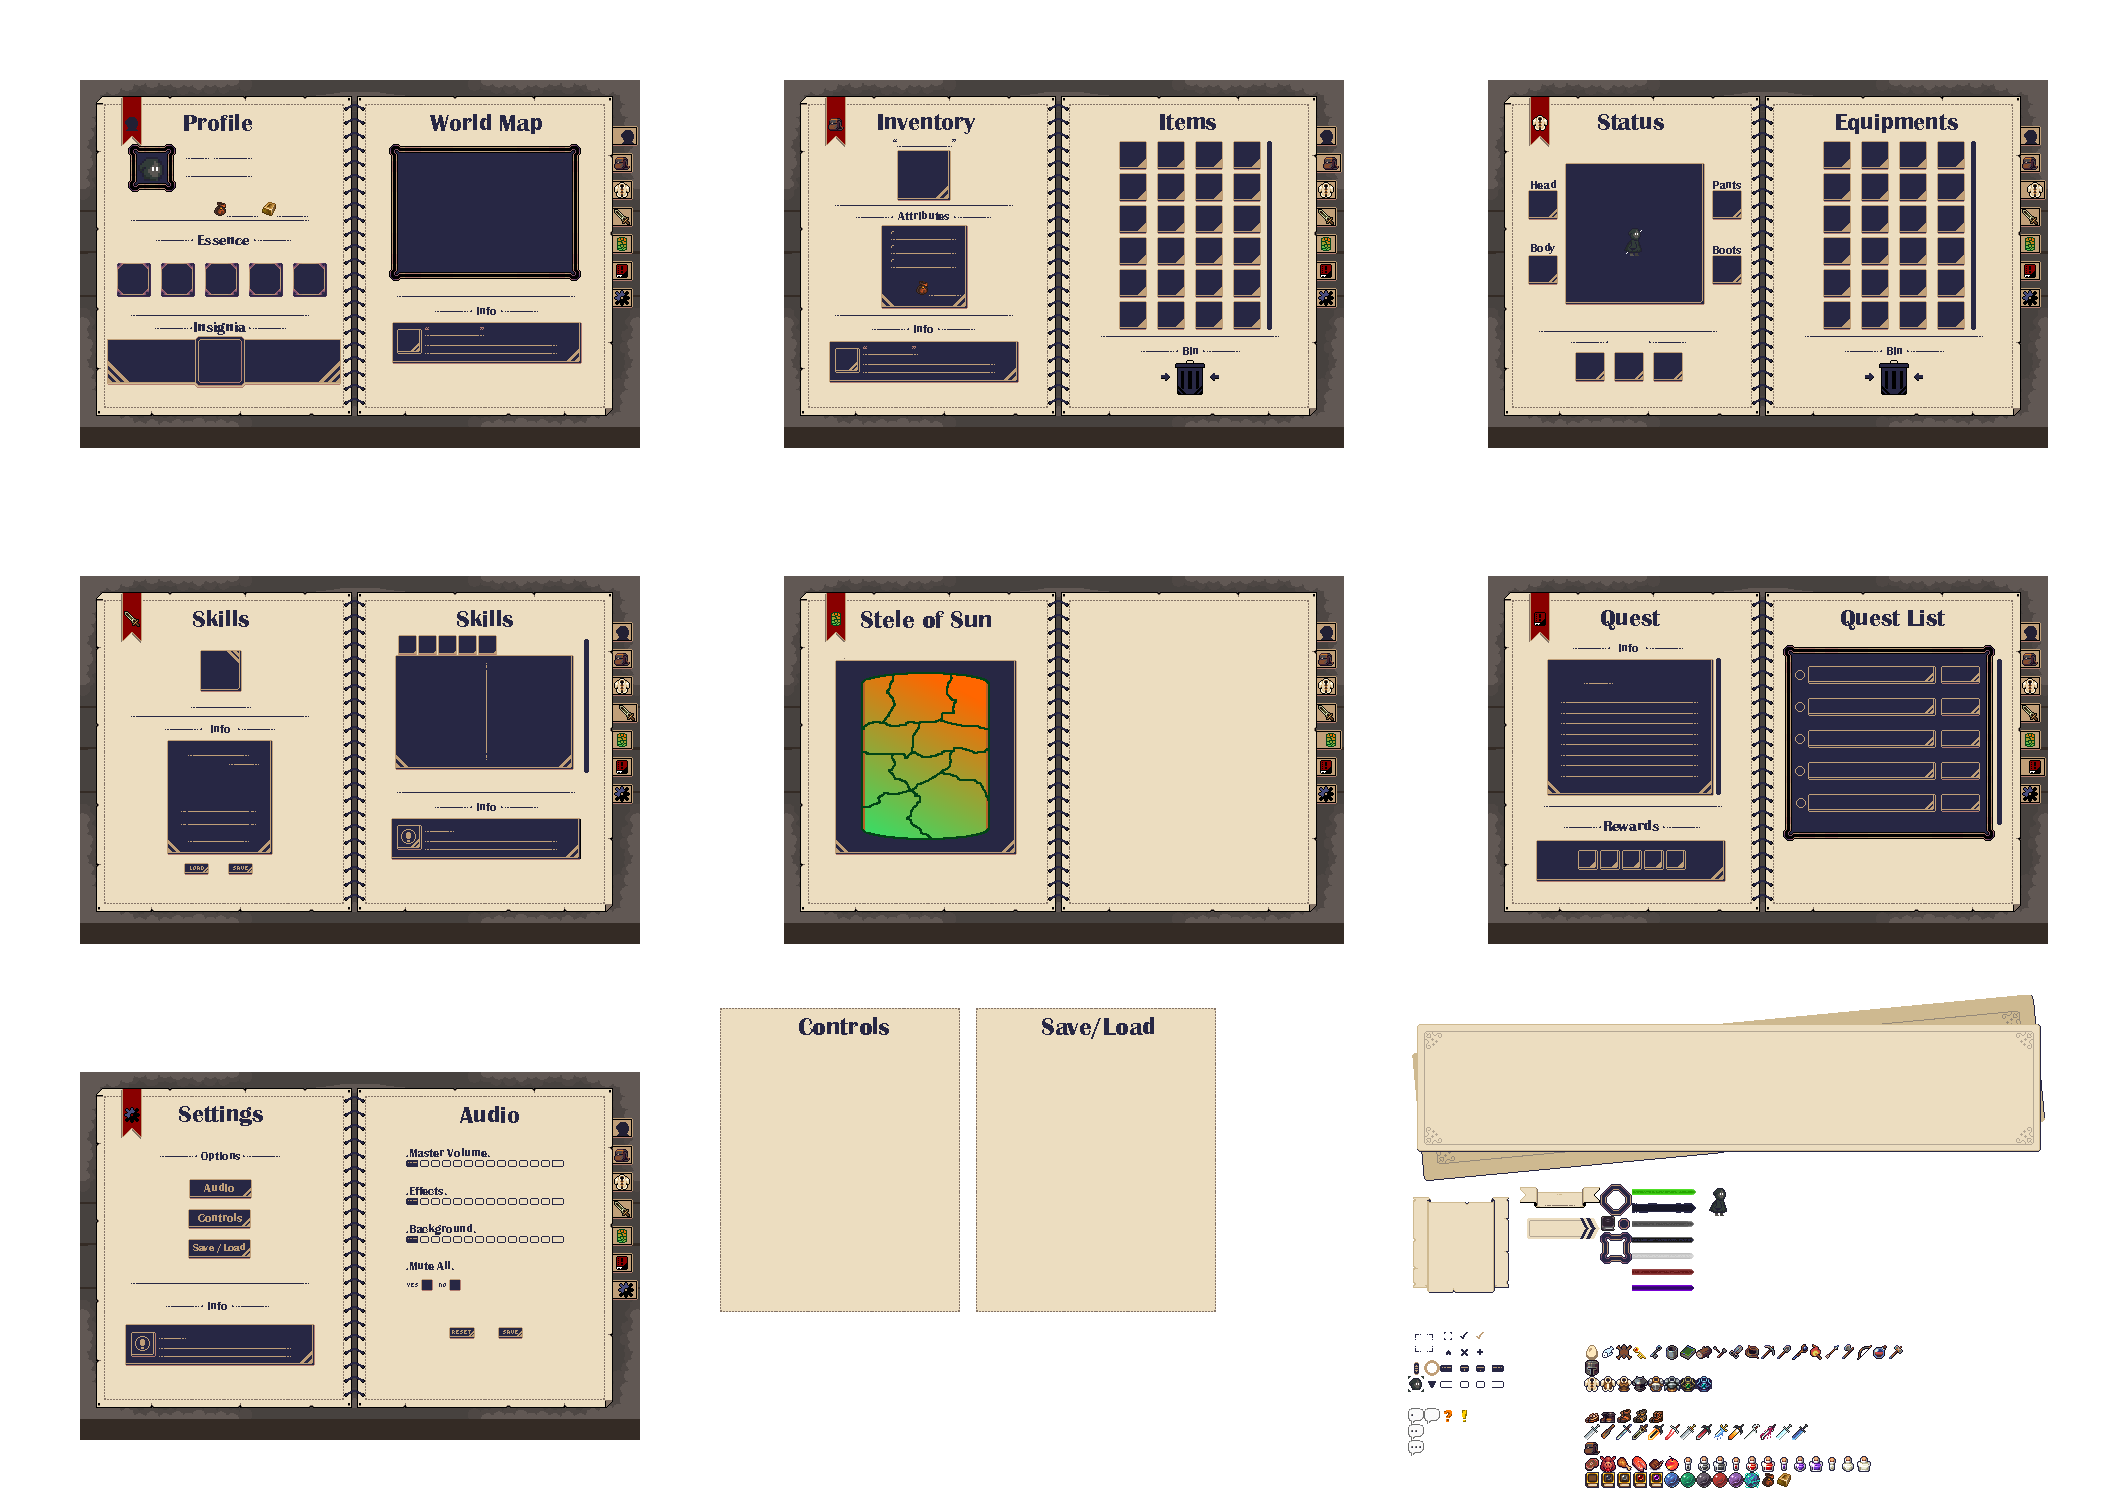 Profile
World Map
Essence
Insignia
Info
Inventory
Items
" "
Attributes
Info
Bin
Status
Equipments
Head
Pants
Body
Boots
Bin
Skills
Skills
Info
Info
LOAD
SAVE
Stele of Sun
Quest
Quest List
Info
Rewards
Settings
Audio
Options
Audio
Controls
Save / Load
Info
.Master Volume.
.Effects.
.Background.
.Mute All.
YES
NO
RESET
SAVE
Controls
Save/Load